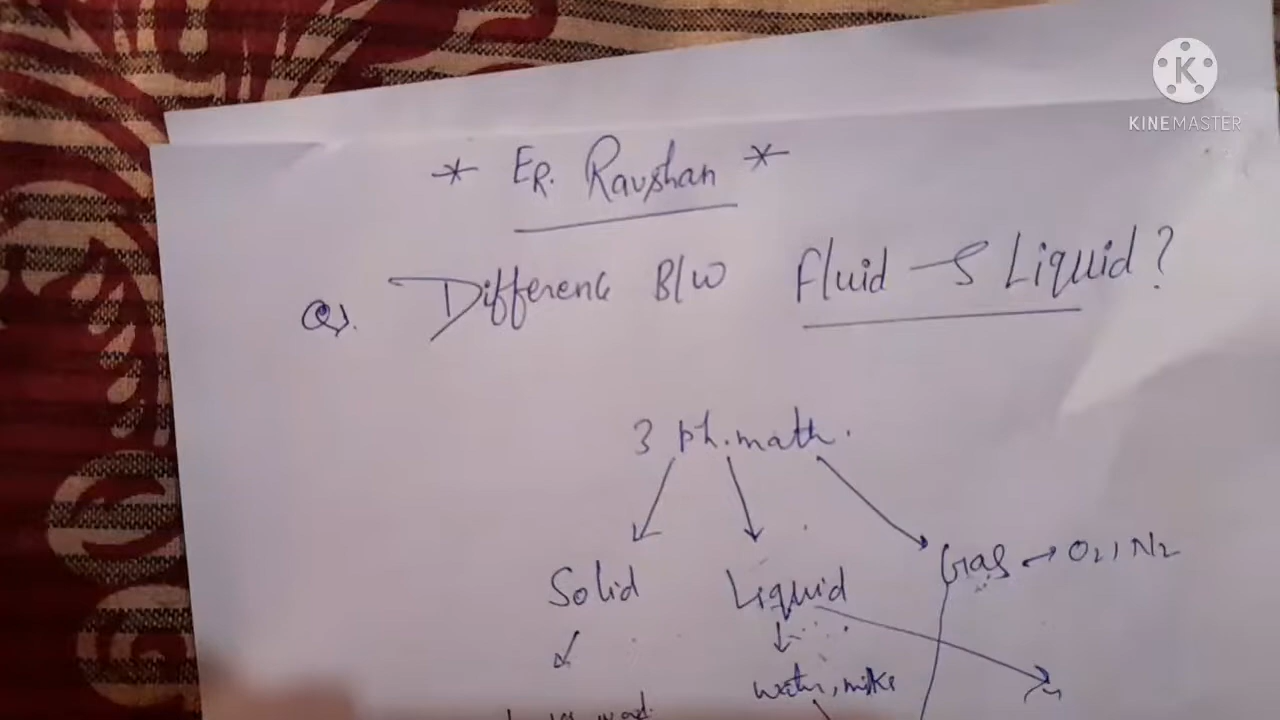 K
KINEMASTER
* ER. Raushan *
Q). Difference B/W Fluid & Liquid?
3 ph. math.
Solid Liquid Gas → O2, N2
water, milk